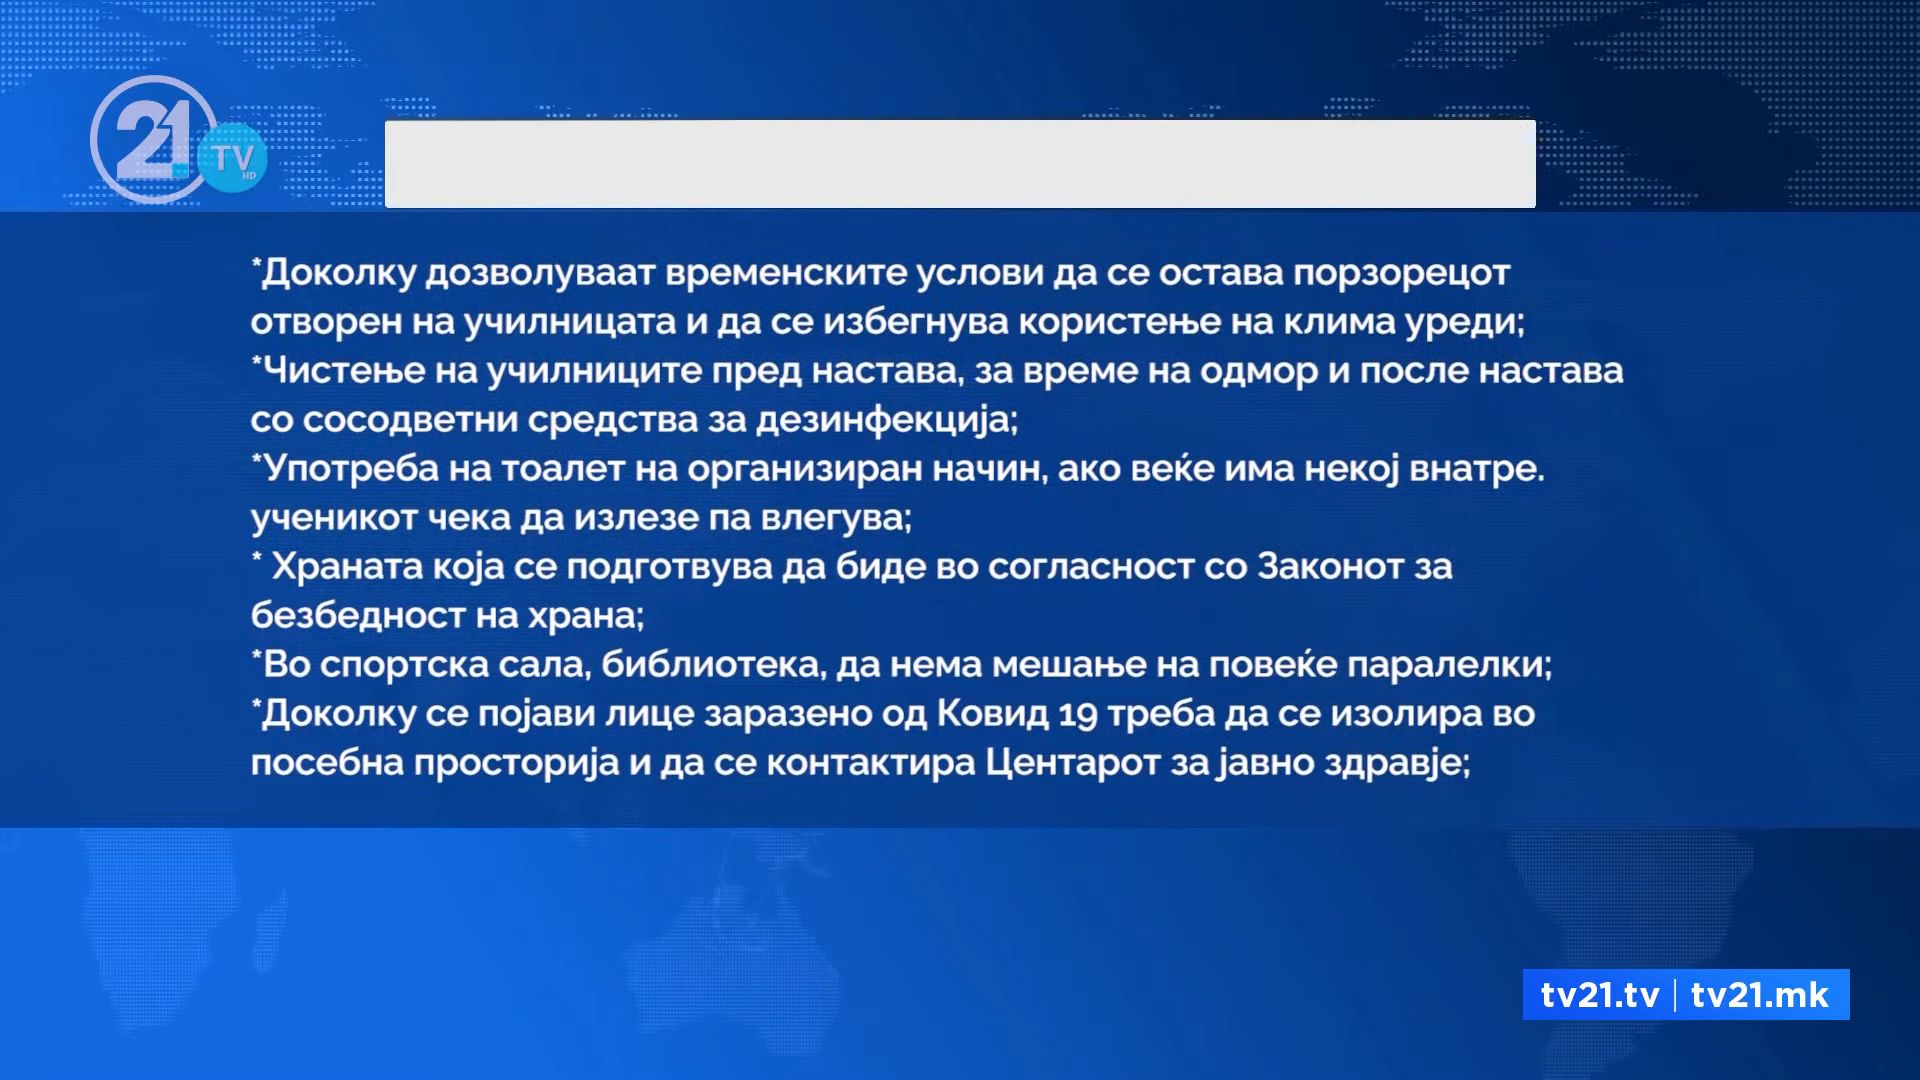 21 TV HD
*Доколку дозволуваат временските услови да се остава порзорецот
отворен на училницата и да се избегнува користење на клима уреди;
*Чистење на училниците пред настава, за време на одмор и после настава
со сосодветни средства за дезинфекција;
*Употреба на тоалет на организиран начин, ако веќе има некој внатре.
ученикот чека да излезе па влегува;
* Храната која се подготвува да биде во согласност со Законот за
безбедност на храна;
*Во спортска сала, библиотека, да нема мешање на повеќе паралелки;
*Доколку се појави лице заразено од Ковид 19 треба да се изолира во
посебна просторија и да се контактира Центарот за јавно здравје;
tv21.tv | tv21.mk